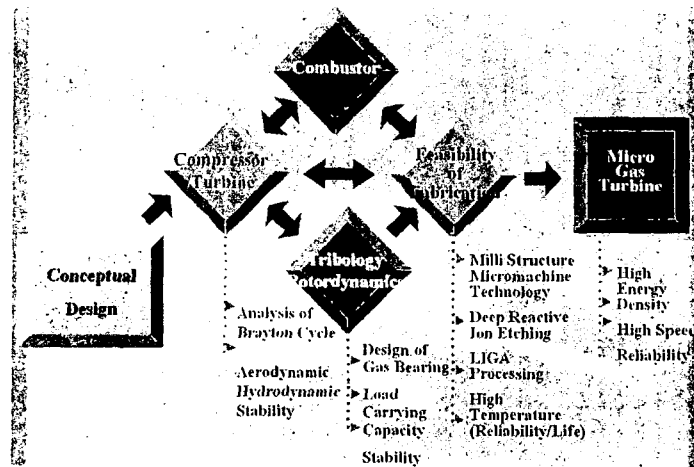 Combustor
Compressor
Turbine
Feasibility
of
Fabrication
Micro
Gas
Turbine
Conceptual
Design
Tribology
Rotordynamics
Analysis of
Brayton Cycle
Aerodynamic
Hydrodynamic
Stability
Design of
Gas Bearing
Load
Carrying
Capacity
Stability
Milli Structure
Micromachine
Technology
Deep Reactive
Ion Etching
LIGA
Processing
High
Temperature
(Reliability/Life)
High
Energy
Density
High Speed
Reliability